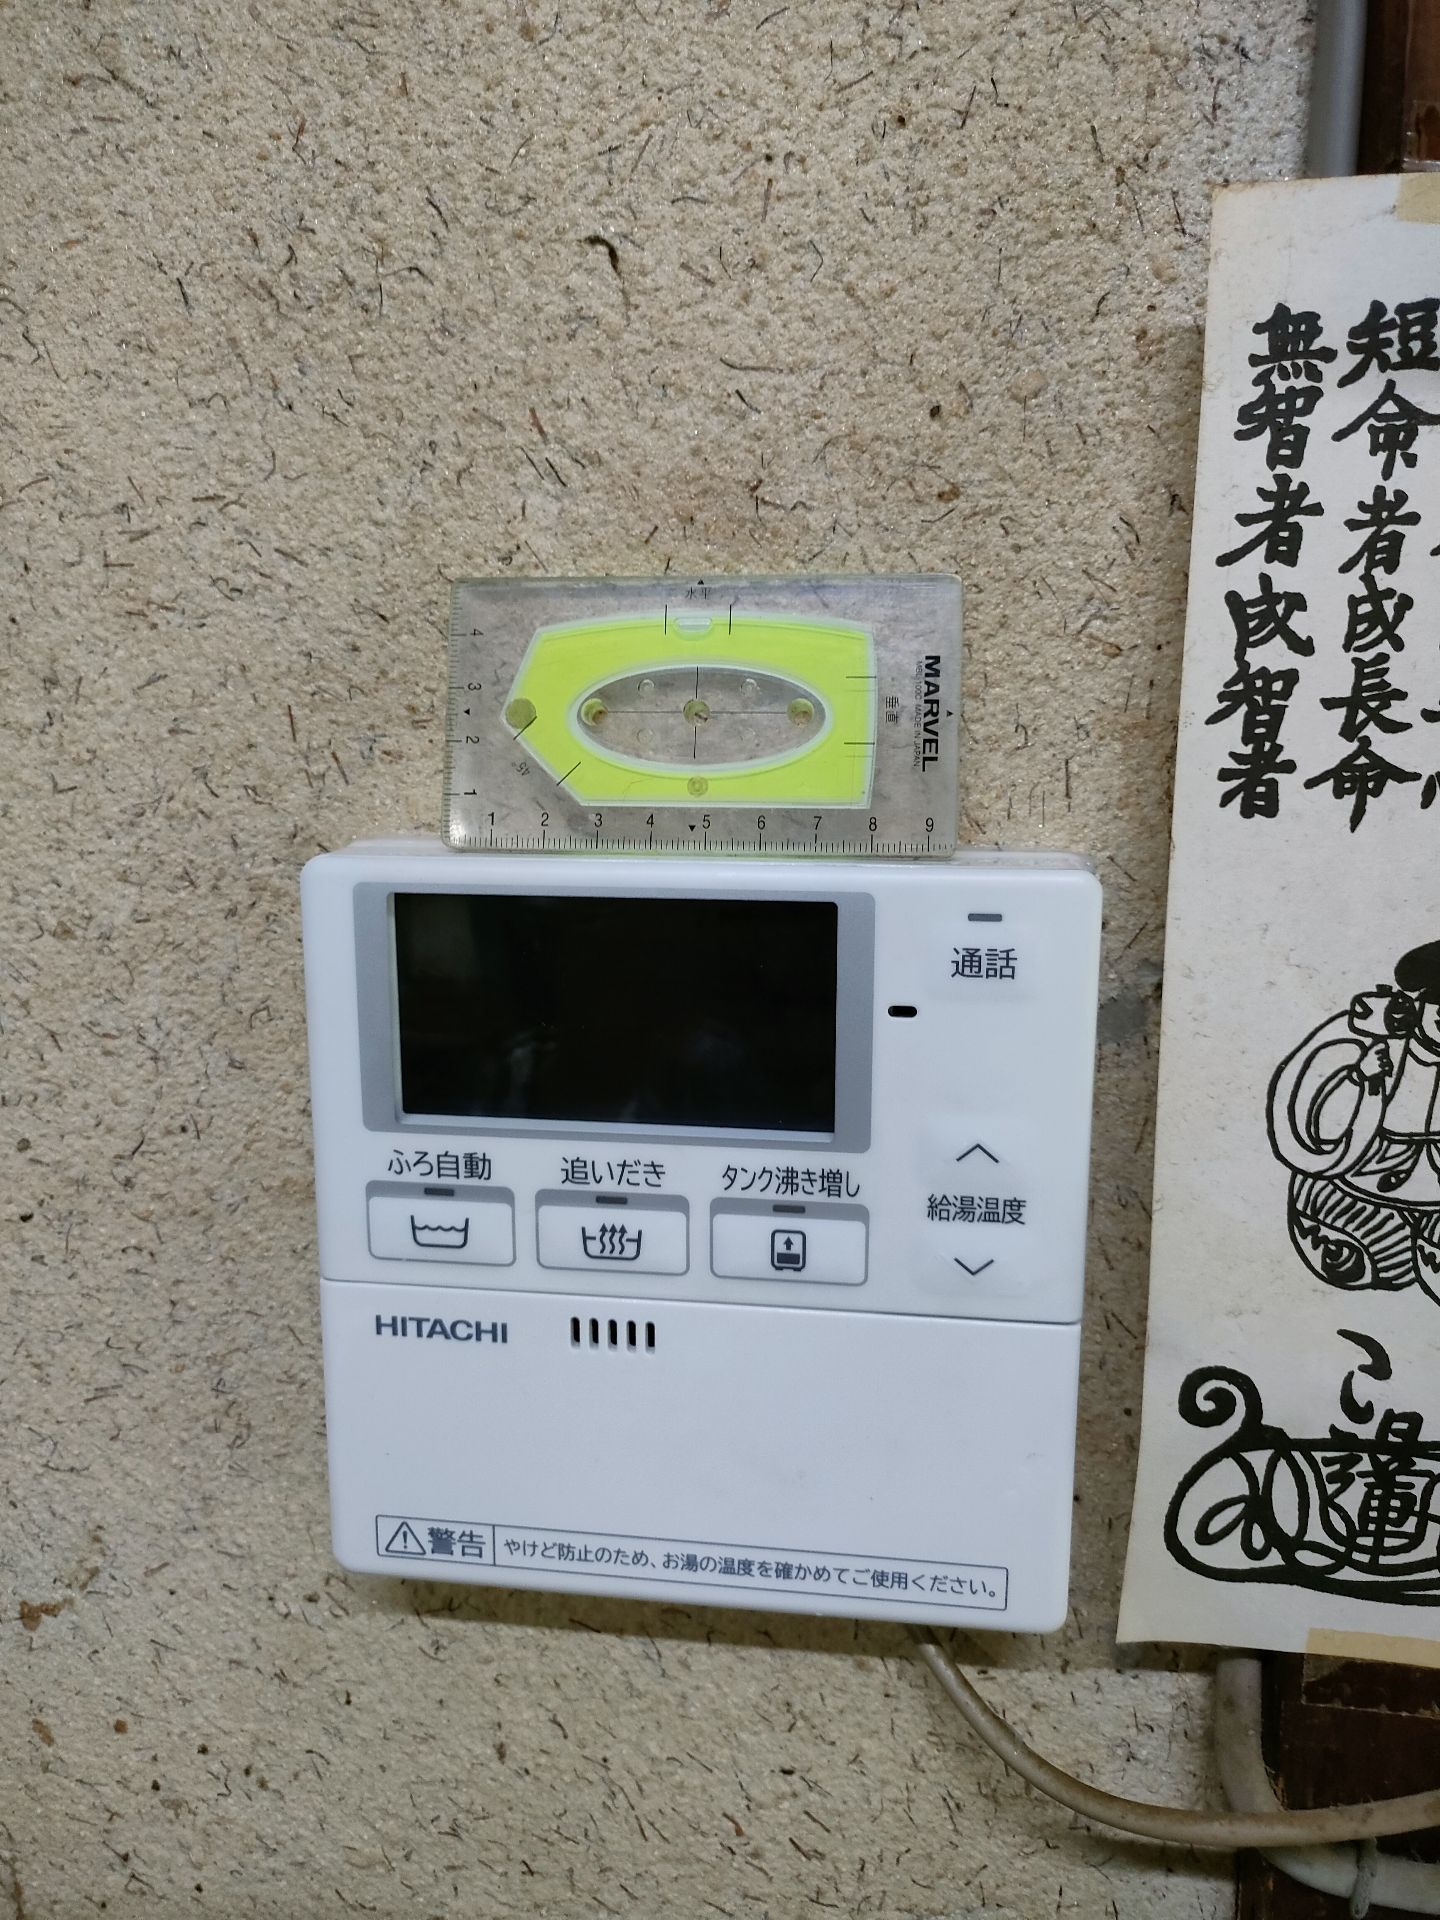 水平
4
3
2
1
45°
垂直
MARVEL
MADE IN JAPAN
1 2 3 4 5 6 7 8 9
通話
ふろ自動
追いだき
タンク沸き増し
給湯温度
HITACHI
警告
やけど防止のため、お湯の温度を確かめてご使用ください。
短命者成長命
無智者成智者